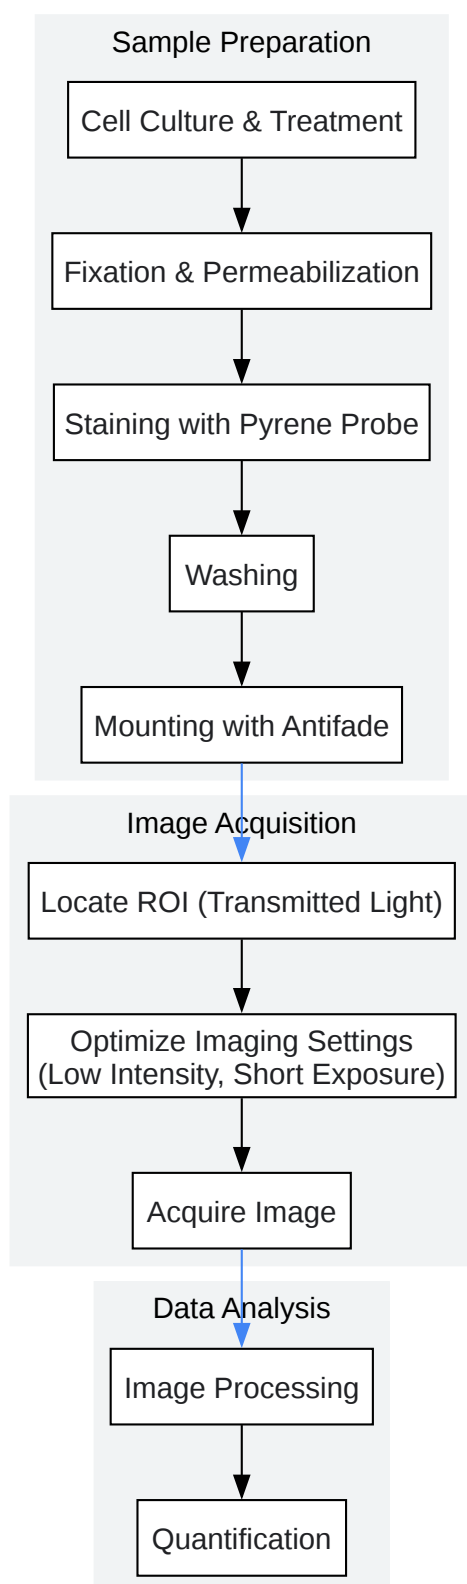 Sample Preparation
Cell Culture & Treatment
Fixation & Permeabilization
Staining with Pyrene Probe
Washing
Mounting with Antifade
Image Acquisition
Locate ROI (Transmitted Light)
Optimize Imaging Settings
(Low Intensity, Short Exposure)
Acquire Image
Data Analysis
Image Processing
Quantification